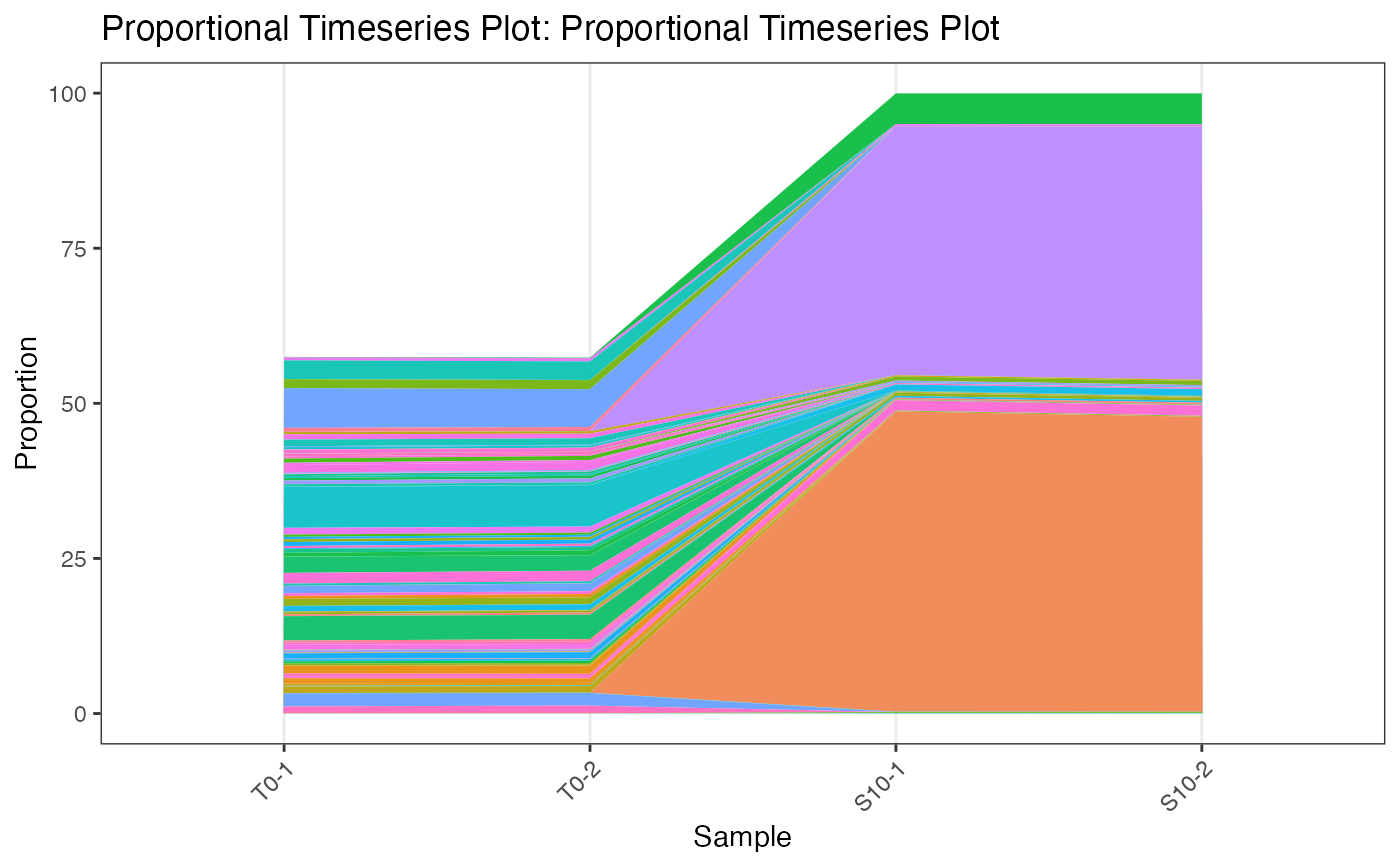 Proportional Timeseries Plot: Proportional Timeseries Plot
100
75
50
25
0
Proportion
T0-1
T0-2
S10-1
S10-2
Sample